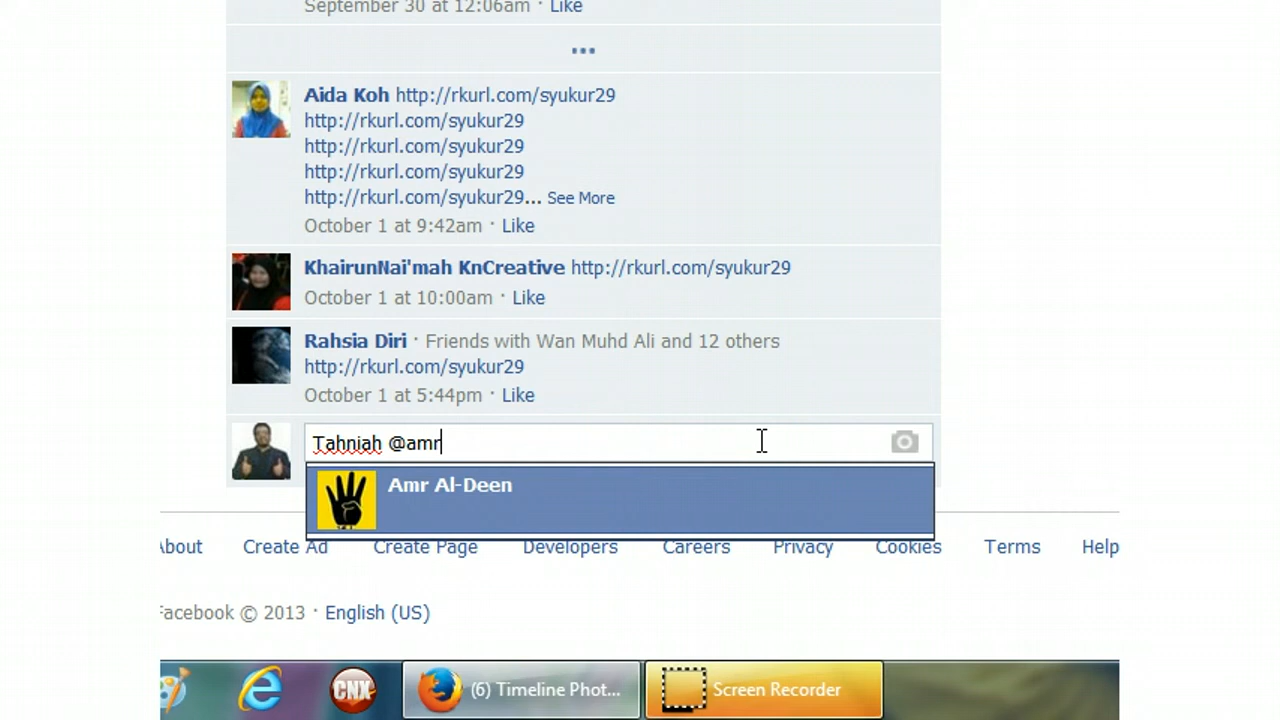 September 30 at 12:06am · Like
•••
Aida Koh http://rkurl.com/syukur29
http://rkurl.com/syukur29
http://rkurl.com/syukur29
http://rkurl.com/syukur29
http://rkurl.com/syukur29... See More
October 1 at 9:42am · Like
KhairunNai'mah KnCreative http://rkurl.com/syukur29
October 1 at 10:00am · Like
Rahsia Diri · Friends with Wan Muhd Ali and 12 others
http://rkurl.com/syukur29
October 1 at 5:44pm · Like
Tahniah @amr
Amr Al-Deen
About Create Ad Create Page Developers Careers Privacy Cookies Terms Help
Facebook © 2013 · English (US)
CNX (6) Timeline Phot... Screen Recorder